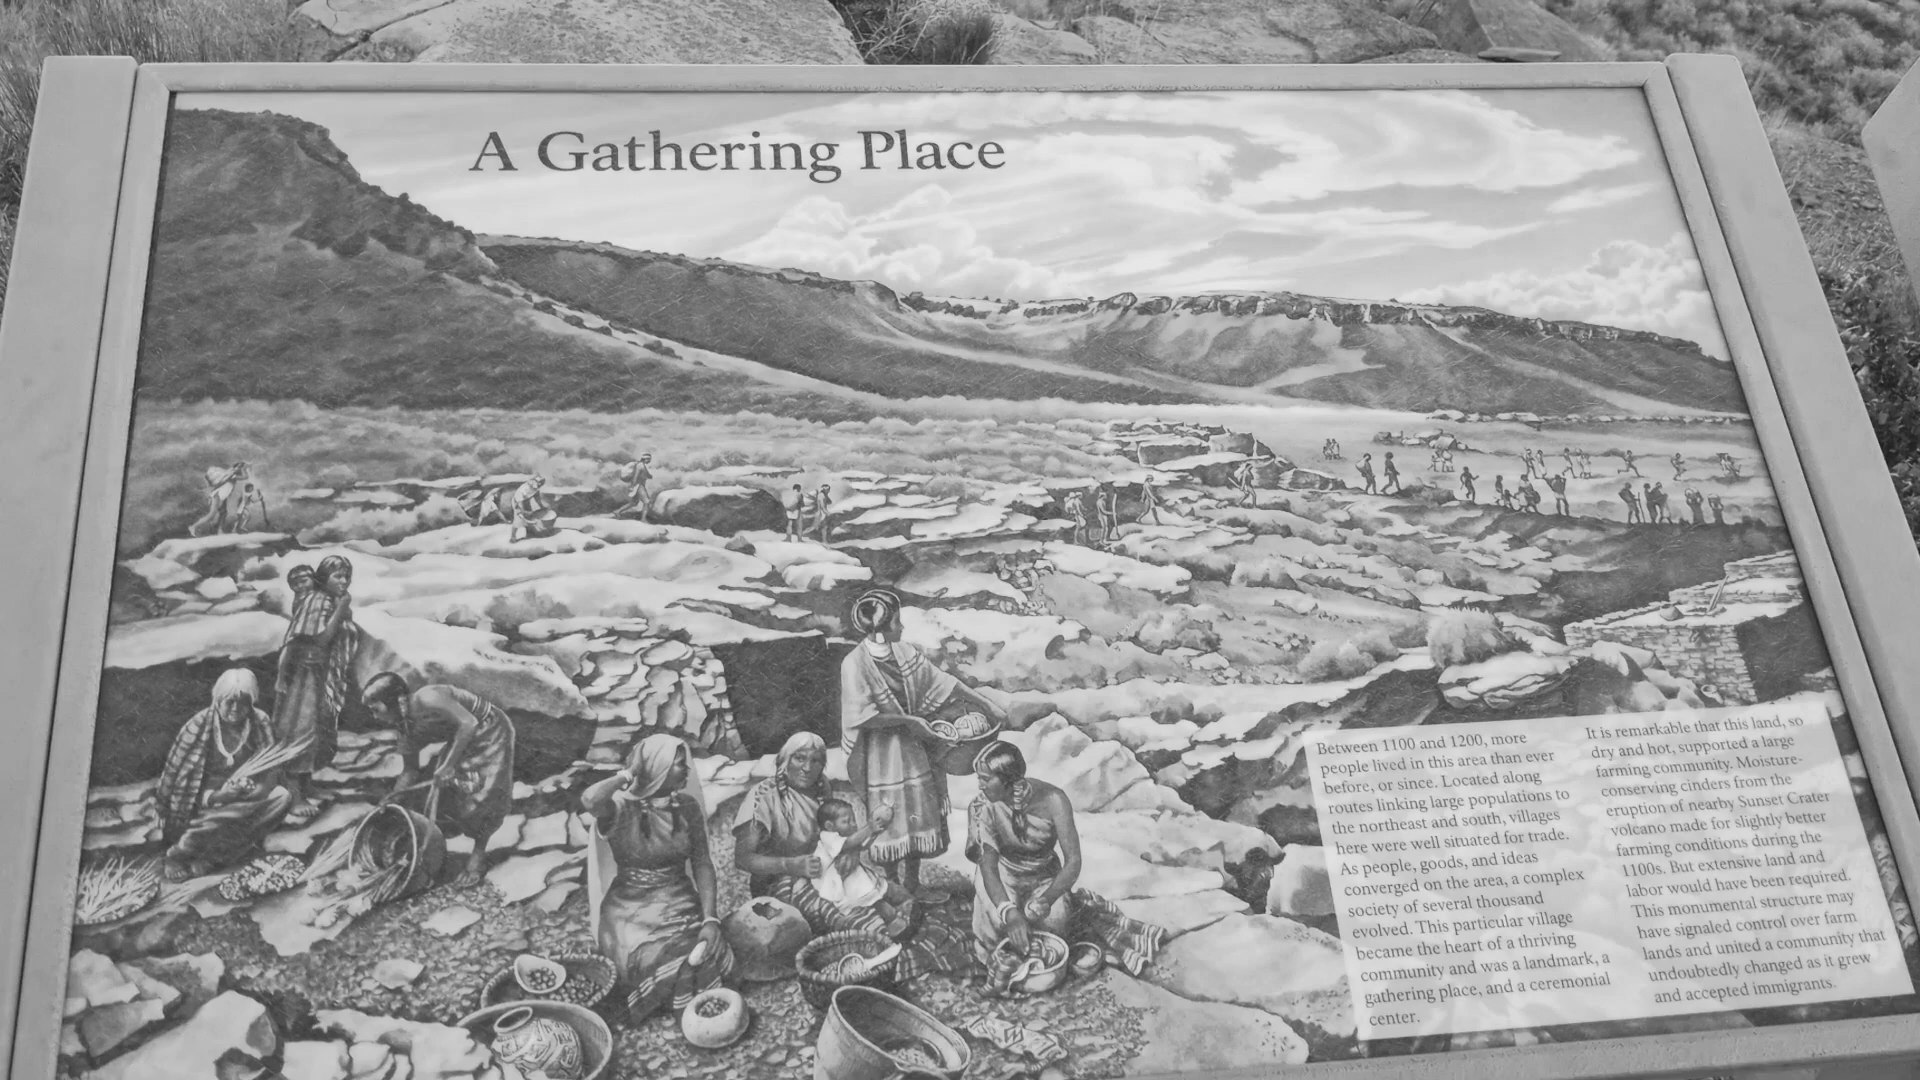 A Gathering Place
Between 1100 and 1200, more
people lived in this area than ever
before, or since. Located along
routes linking large populations to
the northeast and south, villages
here were well situated for trade.
As people, goods, and ideas
converged on the area, a complex
society of several thousand
evolved. This particular village
became the heart of a thriving
community and was a landmark, a
gathering place, and a ceremonial
center.
It is remarkable that this land, so
dry and hot, supported a large
farming community. Moisture-
conserving cinders from the
eruption of nearby Sunset Crater
volcano made for slightly better
farming conditions during the
1100s. But extensive land and
labor would have been required.
This monumental structure may
have signaled control over farm
lands and united a community that
undoubtedly changed as it grew
and accepted immigrants.